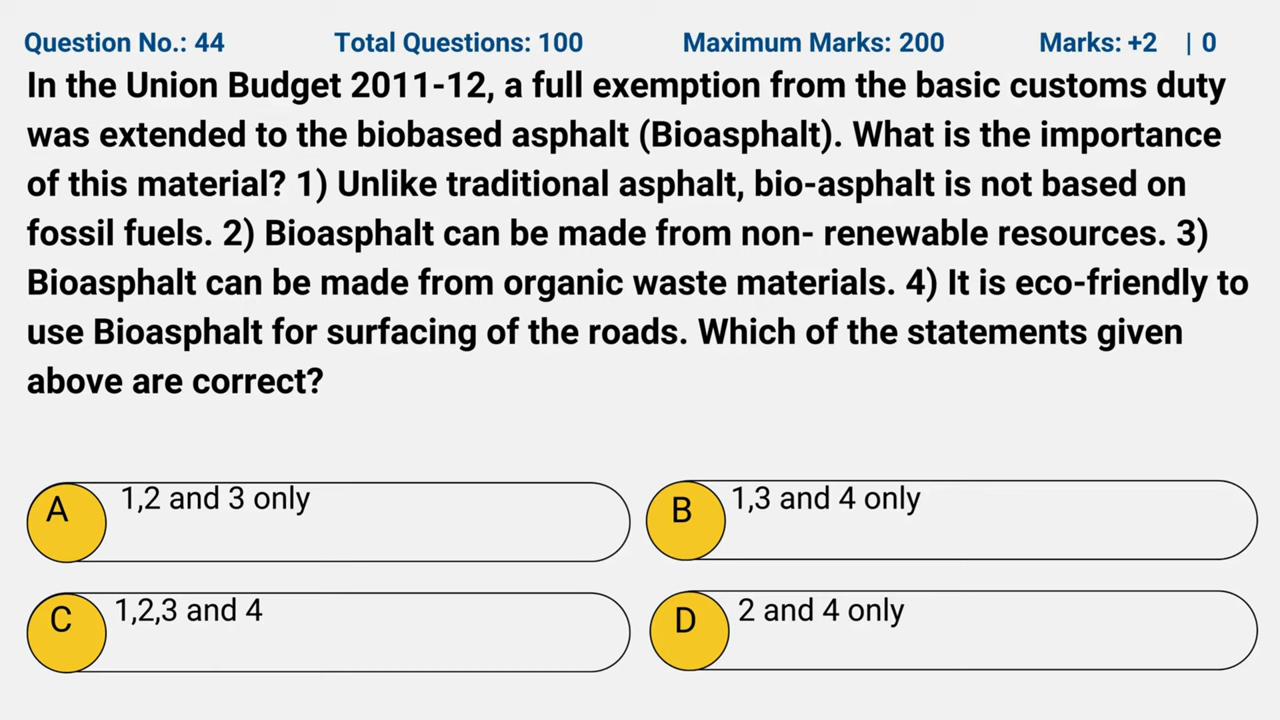 Question No.: 44 Total Questions: 100 Maximum Marks: 200 Marks: +2 | 0
In the Union Budget 2011-12, a full exemption from the basic customs duty
was extended to the biobased asphalt (Bioasphalt). What is the importance
of this material? 1) Unlike traditional asphalt, bio-asphalt is not based on
fossil fuels. 2) Bioasphalt can be made from non- renewable resources. 3)
Bioasphalt can be made from organic waste materials. 4) It is eco-friendly to
use Bioasphalt for surfacing of the roads. Which of the statements given
above are correct?
A 1,2 and 3 only
B 1,3 and 4 only
C 1,2,3 and 4
D 2 and 4 only